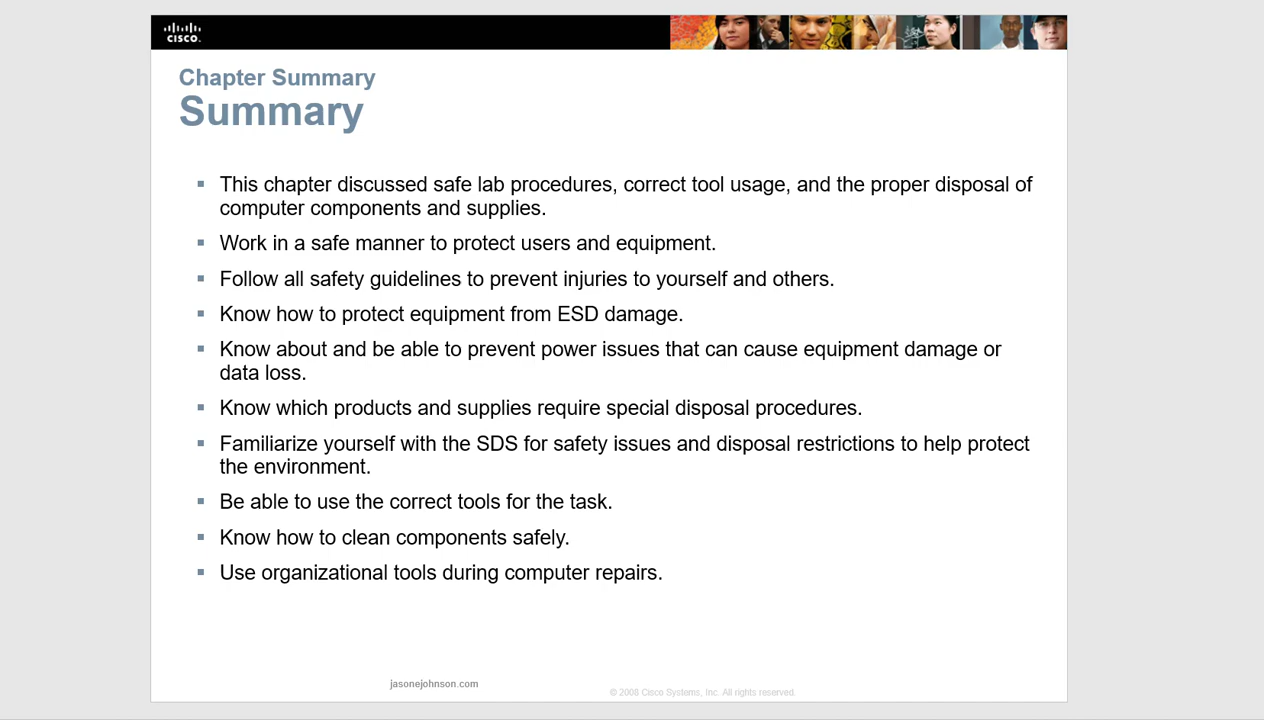 CISCO.
Chapter Summary
Summary
▪ This chapter discussed safe lab procedures, correct tool usage, and the proper disposal of
computer components and supplies.
▪ Work in a safe manner to protect users and equipment.
▪ Follow all safety guidelines to prevent injuries to yourself and others.
▪ Know how to protect equipment from ESD damage.
▪ Know about and be able to prevent power issues that can cause equipment damage or
data loss.
▪ Know which products and supplies require special disposal procedures.
▪ Familiarize yourself with the SDS for safety issues and disposal restrictions to help protect
the environment.
▪ Be able to use the correct tools for the task.
▪ Know how to clean components safely.
▪ Use organizational tools during computer repairs.
jasonejohnson.com
© 2008 Cisco Systems, Inc. All rights reserved.